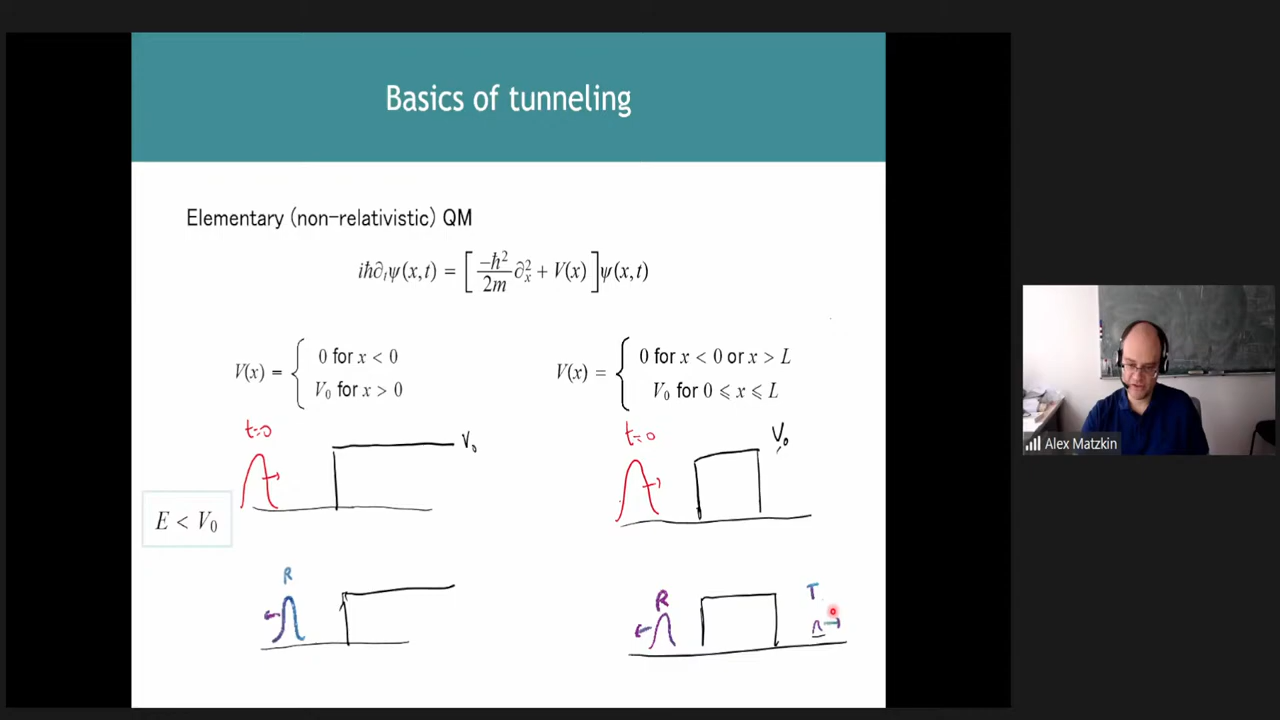 Basics of tunneling
Elementary (non-relativistic) QM
iℏ∂ₜψ(x,t) = [ −ℏ²/2m ∂ₓ² + V(x) ] ψ(x,t)
V(x) = { 0 for x < 0
V₀ for x > 0
V(x) = { 0 for x < 0 or x > L
V₀ for 0 ⩽ x ⩽ L
t=0
V₀
t=0
V₀
E < V₀
R
R
T
Alex Matzkin